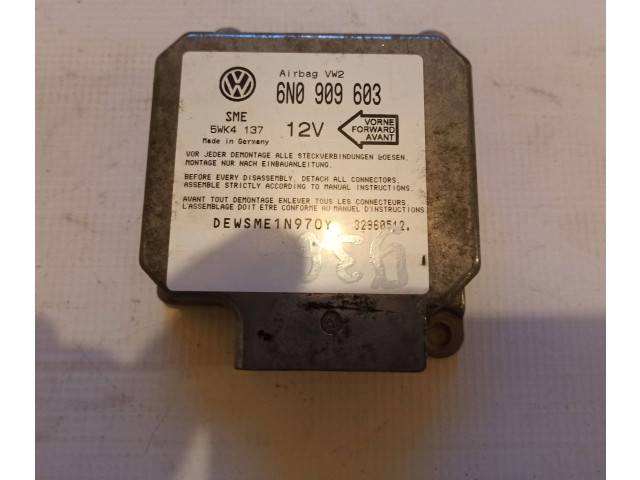 Airbag VW2
6N0 909 603
SME
5WK4 137
Made in Germany
12V
VORNE
FORWARD
AVANT
VOR JEDER DEMONTAGE ALLE STECKVERBINDUNGEN LOESEN.
MONTAGE NUR NACH EINBAUANLEITUNG.
BEFORE EVERY DISASSEMBLY, DETACH ALL CONNECTORS.
ASSEMBLE STRICTLY ACCORDING TO MANUAL INSTRUCTIONS.
AVANT TOUT DEMONTAGE ENLEVER TOUS LES CONNECTEURS.
L'ASSEMBLAGE DOIT ETRE CONFORME AU MANUEL D'INSTRUCTIONS
DEWSME1N970Y 32960512.